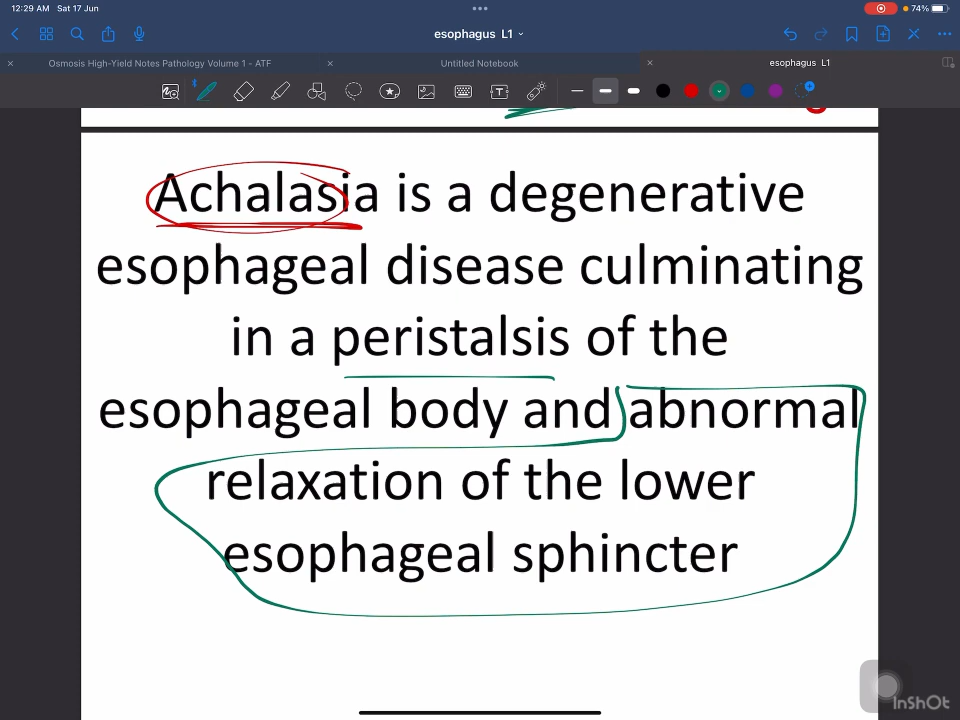 12:29 AM Sat 17 Jun
74%
esophagus L1
Osmosis High-Yield Notes Pathology Volume 1 - ATF
Untitled Notebook
esophagus L1
Achalasia is a degenerative
esophageal disease culminating
in a peristalsis of the
esophageal body and abnormal
relaxation of the lower
esophageal sphincter
InShOt